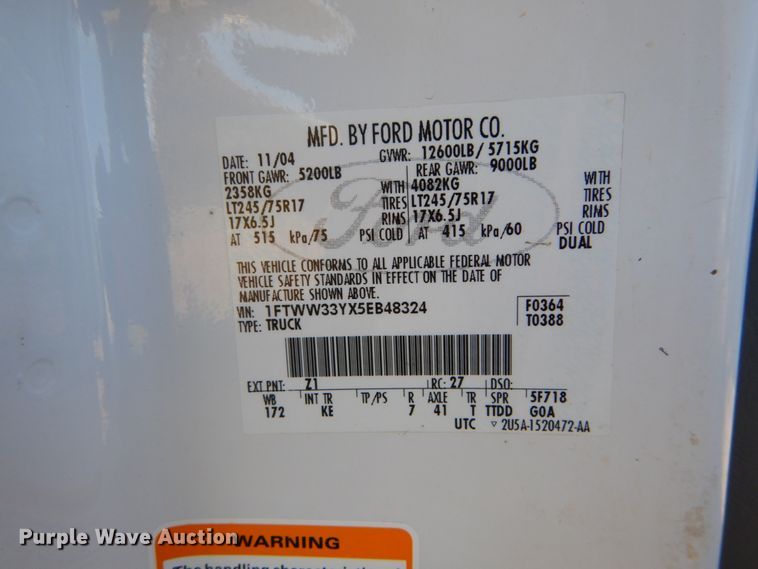 MFD. BY FORD MOTOR CO.
DATE: 11/04 GVWR: 12600LB/ 5715KG
FRONT GAWR: 5200LB REAR GAWR: 9000LB
2358KG WITH 4082KG WITH
LT245/75R17 TIRES LT245/75R17 TIRES
17X6.5J RIMS 17X6.5J RIMS
AT 515 kPa/75 PSI COLD AT 415 kPa/60 PSI COLD
DUAL
Ford
THIS VEHICLE CONFORMS TO ALL APPLICABLE FEDERAL MOTOR
VEHICLE SAFETY STANDARDS IN EFFECT ON THE DATE OF
MANUFACTURE SHOWN ABOVE.
VIN: 1FTWW33YX5EB48324 F0364
TYPE: TRUCK T0388
EXT PNT: Z1 RC: 27 DSO:
WB INT TR TP/PS R AXLE TR SPR 5F718
172 KE 7 41 T TTDD G0A
UTC ▽ 2U5A-1520472-AA
WARNING
Purple Wave Auction